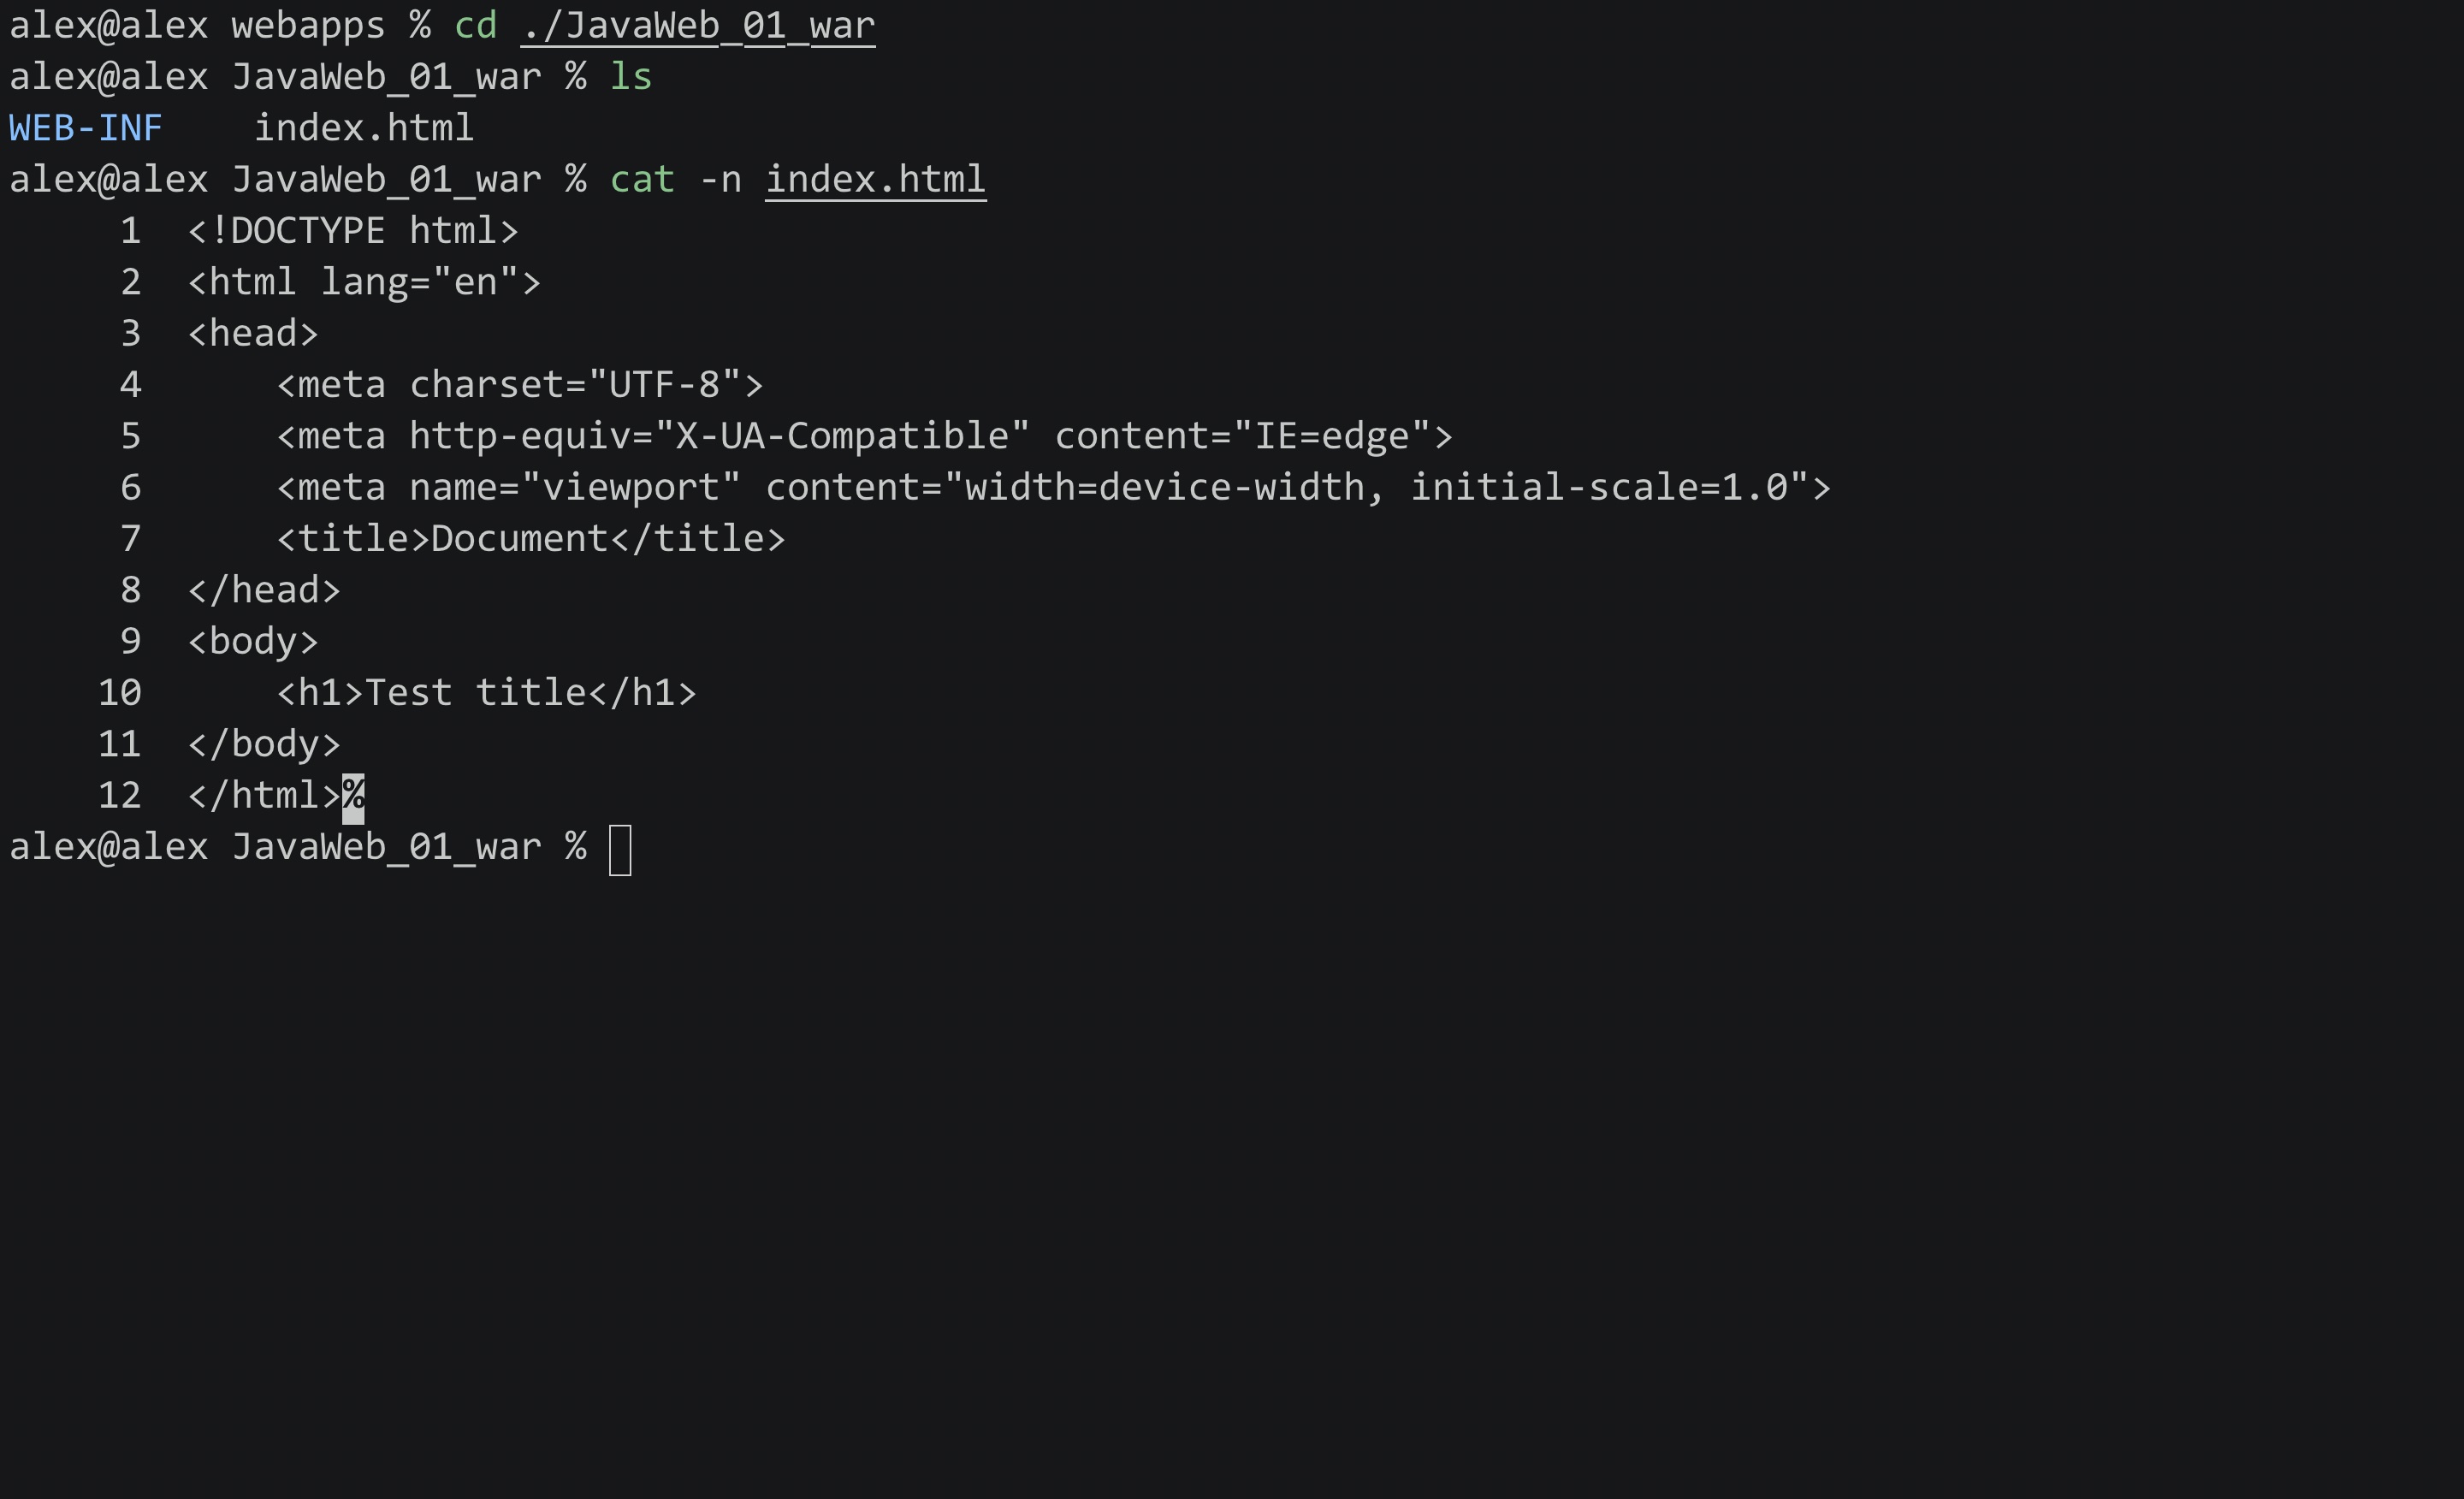 alex@alex webapps % cd ./JavaWeb_01_war
alex@alex JavaWeb_01_war % ls
WEB-INF    index.html
alex@alex JavaWeb_01_war % cat -n index.html
     1  <!DOCTYPE html>
     2  <html lang="en">
     3  <head>
     4      <meta charset="UTF-8">
     5      <meta http-equiv="X-UA-Compatible" content="IE=edge">
     6      <meta name="viewport" content="width=device-width, initial-scale=1.0">
     7      <title>Document</title>
     8  </head>
     9  <body>
    10      <h1>Test title</h1>
    11  </body>
    12  </html>%
alex@alex JavaWeb_01_war %